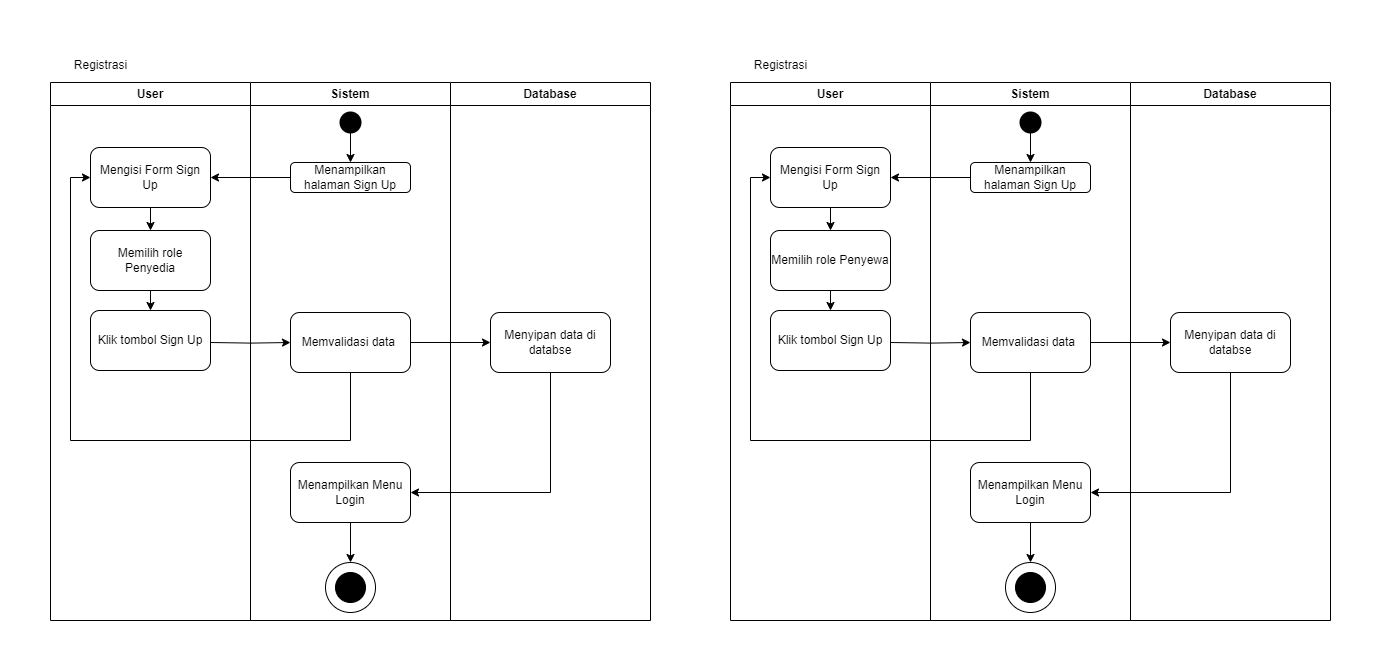 Registrasi
User
Sistem
Database
Menampilkan
halaman Sign Up
Mengisi Form Sign
Up
Memilih role
Penyedia
Klik tombol Sign Up
Memvalidasi data
Menyipan data di
databse
Menampilkan Menu
Login
Registrasi
User
Sistem
Database
Menampilkan
halaman Sign Up
Mengisi Form Sign
Up
Memilih role Penyewa
Klik tombol Sign Up
Memvalidasi data
Menyipan data di
databse
Menampilkan Menu
Login